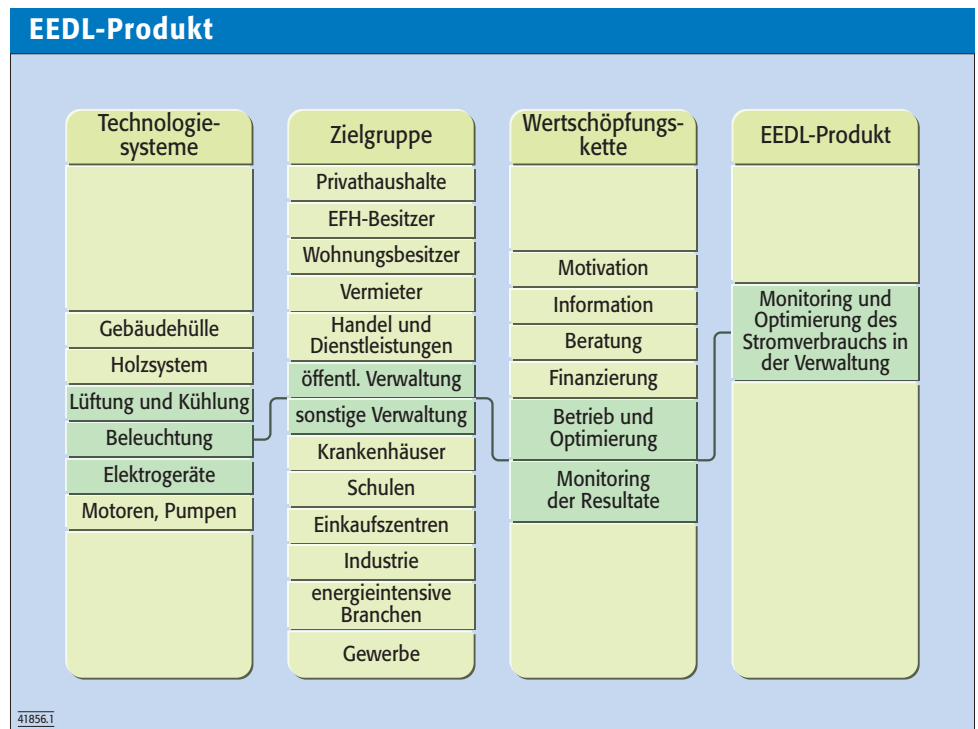 EEDL-Produkt
Technologie-
systeme
Gebäudehülle
Holzsystem
Lüftung und Kühlung
Beleuchtung
Elektrogeräte
Motoren, Pumpen
Zielgruppe
Privathaushalte
EFH-Besitzer
Wohnungsbesitzer
Vermieter
Handel und
Dienstleistungen
öffentl. Verwaltung
sonstige Verwaltung
Krankenhäuser
Schulen
Einkaufszentren
Industrie
energieintensive
Branchen
Gewerbe
Wertschöpfungs-
kette
Motivation
Information
Beratung
Finanzierung
Betrieb und
Optimierung
Monitoring
der Resultate
EEDL-Produkt
Monitoring und
Optimierung des
Stromverbrauchs in
der Verwaltung
41856.1